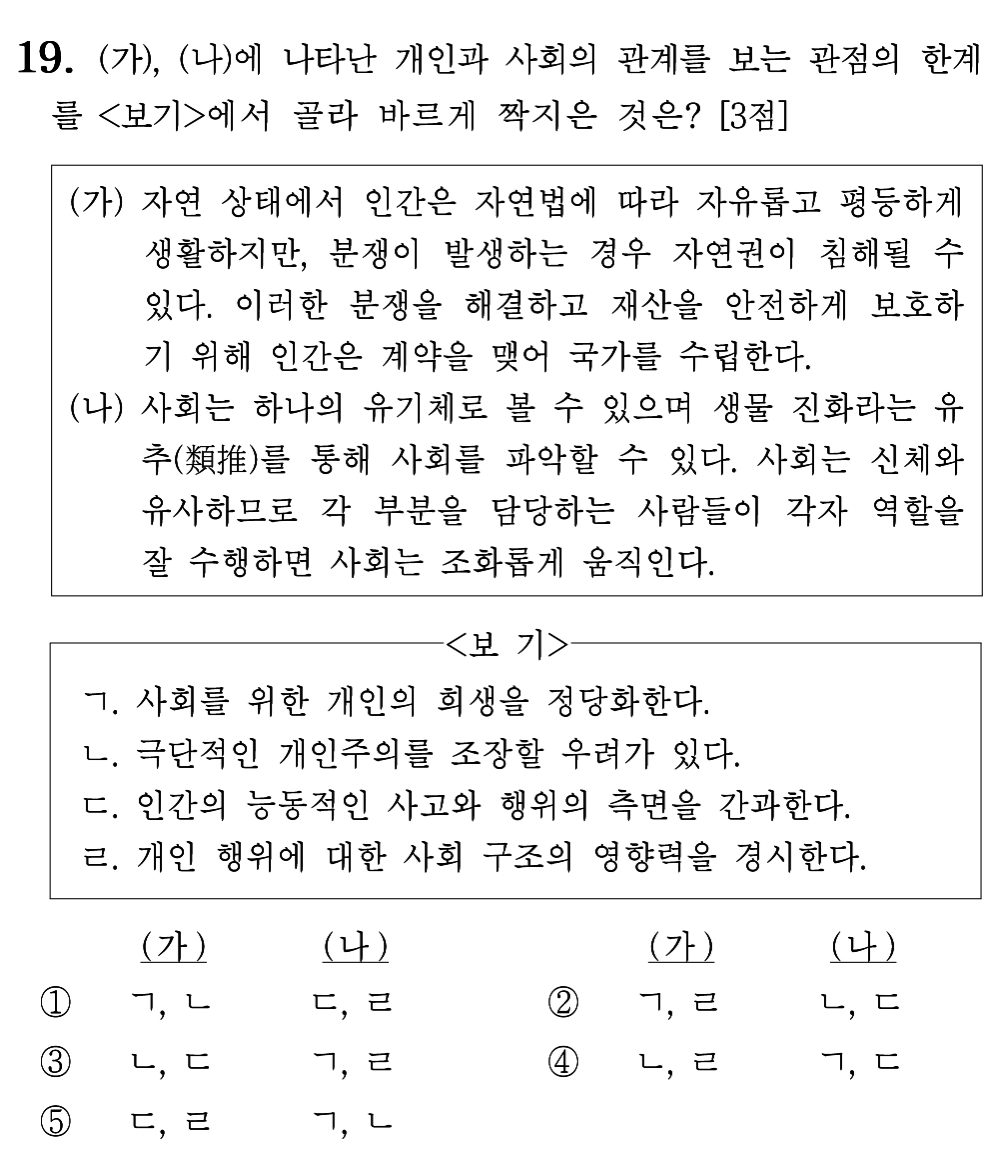 19. (가), (나)에 나타난 개인과 사회의 관계를 보는 관점의 한계
를 <보기>에서 골라 바르게 짝지은 것은? [3점]
(가) 자연 상태에서 인간은 자연법에 따라 자유롭고 평등하게
생활하지만, 분쟁이 발생하는 경우 자연권이 침해될 수
있다. 이러한 분쟁을 해결하고 재산을 안전하게 보호하
기 위해 인간은 계약을 맺어 국가를 수립한다.
(나) 사회는 하나의 유기체로 볼 수 있으며 생물 진화라는 유
추(類推)를 통해 사회를 파악할 수 있다. 사회는 신체와
유사하므로 각 부분을 담당하는 사람들이 각자 역할을
잘 수행하면 사회는 조화롭게 움직인다.
<보 기>
ㄱ. 사회를 위한 개인의 희생을 정당화한다.
ㄴ. 극단적인 개인주의를 조장할 우려가 있다.
ㄷ. 인간의 능동적인 사고와 행위의 측면을 간과한다.
ㄹ. 개인 행위에 대한 사회 구조의 영향력을 경시한다.
(가) (나) (가) (나)
① ㄱ, ㄴ ㄷ, ㄹ ② ㄱ, ㄹ ㄴ, ㄷ
③ ㄴ, ㄷ ㄱ, ㄹ ④ ㄴ, ㄹ ㄱ, ㄷ
⑤ ㄷ, ㄹ ㄱ, ㄴ